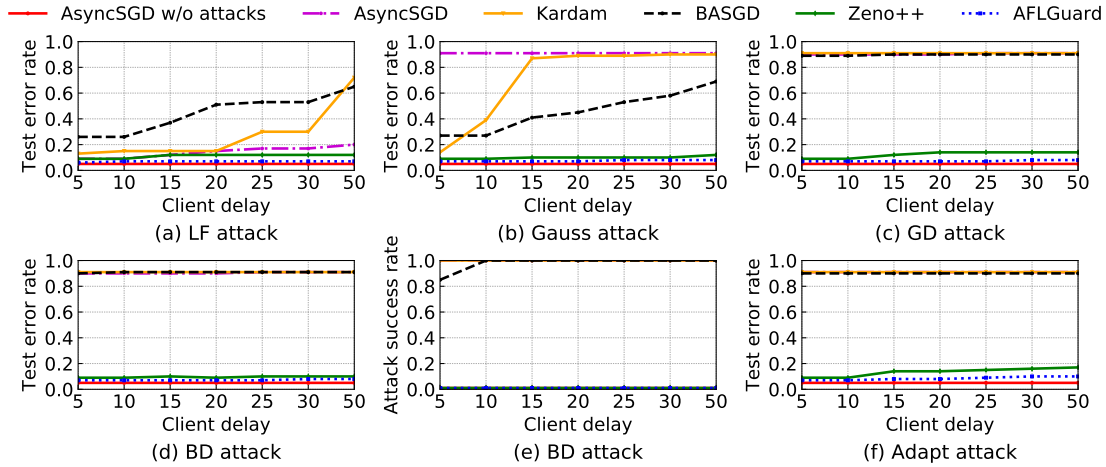 AsyncSGD w/o attacks AsyncSGD Kardam BASGD Zeno++ AFLGuard
Test error rate
1.0
0.8
0.6
0.4
0.2
0.0
5 10 15 20 25 30 50
Client delay
(a) LF attack
Test error rate
1.0
0.8
0.6
0.4
0.2
0.0
5 10 15 20 25 30 50
Client delay
(b) Gauss attack
Test error rate
1.0
0.8
0.6
0.4
0.2
0.0
5 10 15 20 25 30 50
Client delay
(c) GD attack
Test error rate
1.0
0.8
0.6
0.4
0.2
0.0
5 10 15 20 25 30 50
Client delay
(d) BD attack
Attack success rate
1.0
0.8
0.6
0.4
0.2
0.0
5 10 15 20 25 30 50
Client delay
(e) BD attack
Test error rate
1.0
0.8
0.6
0.4
0.2
0.0
5 10 15 20 25 30 50
Client delay
(f) Adapt attack